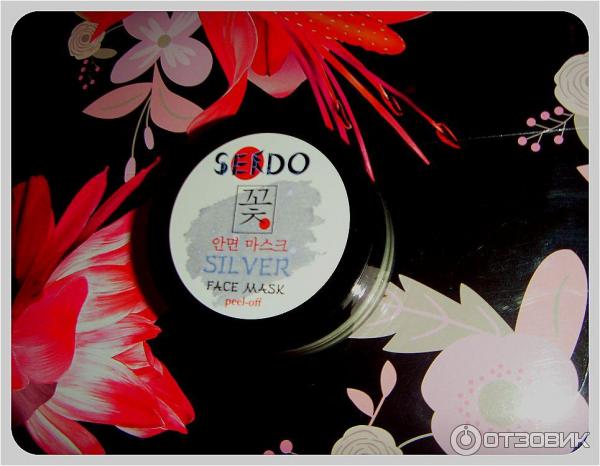 SENDO
꽃
안면 마스크
SILVER
FACE MASK
peel-off
ОТЗОВИК